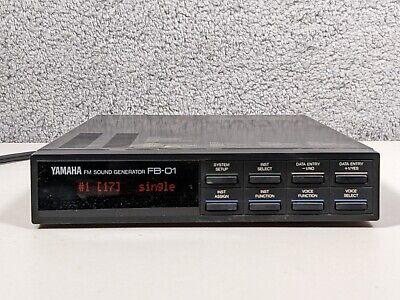 YAMAHA FM SOUND GENERATOR FB-01
#1 [17] single
SYSTEM SETUP
INST SELECT
DATA ENTRY -1/NO
DATA ENTRY +1/YES
INST ASSIGN
INST FUNCTION
VOICE FUNCTION
VOICE SELECT